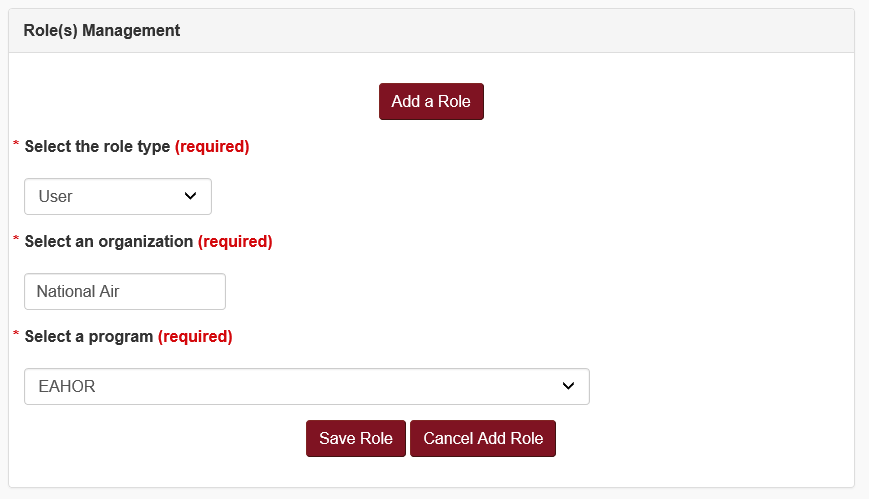 Role(s) Management
Add a Role
* Select the role type (required)
User
* Select an organization (required)
National Air
* Select a program (required)
EAHOR
Save Role Cancel Add Role